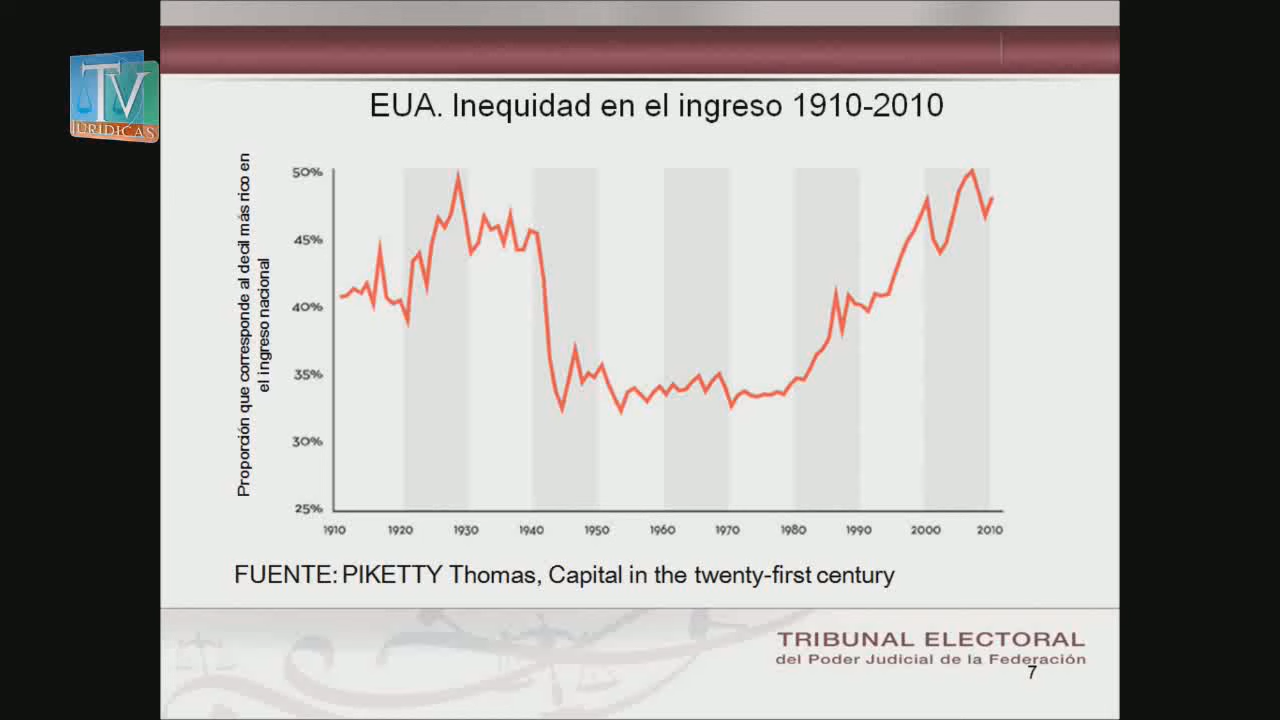 TV
JURIDICAS
EUA. Inequidad en el ingreso 1910-2010
Proporción que corresponde al decil más rico en
el ingreso nacional
50%
45%
40%
35%
30%
25%
1910 1920 1930 1940 1950 1960 1970 1980 1990 2000 2010
FUENTE: PIKETTY Thomas, Capital in the twenty-first century
TRIBUNAL ELECTORAL
del Poder Judicial de la Federación
7